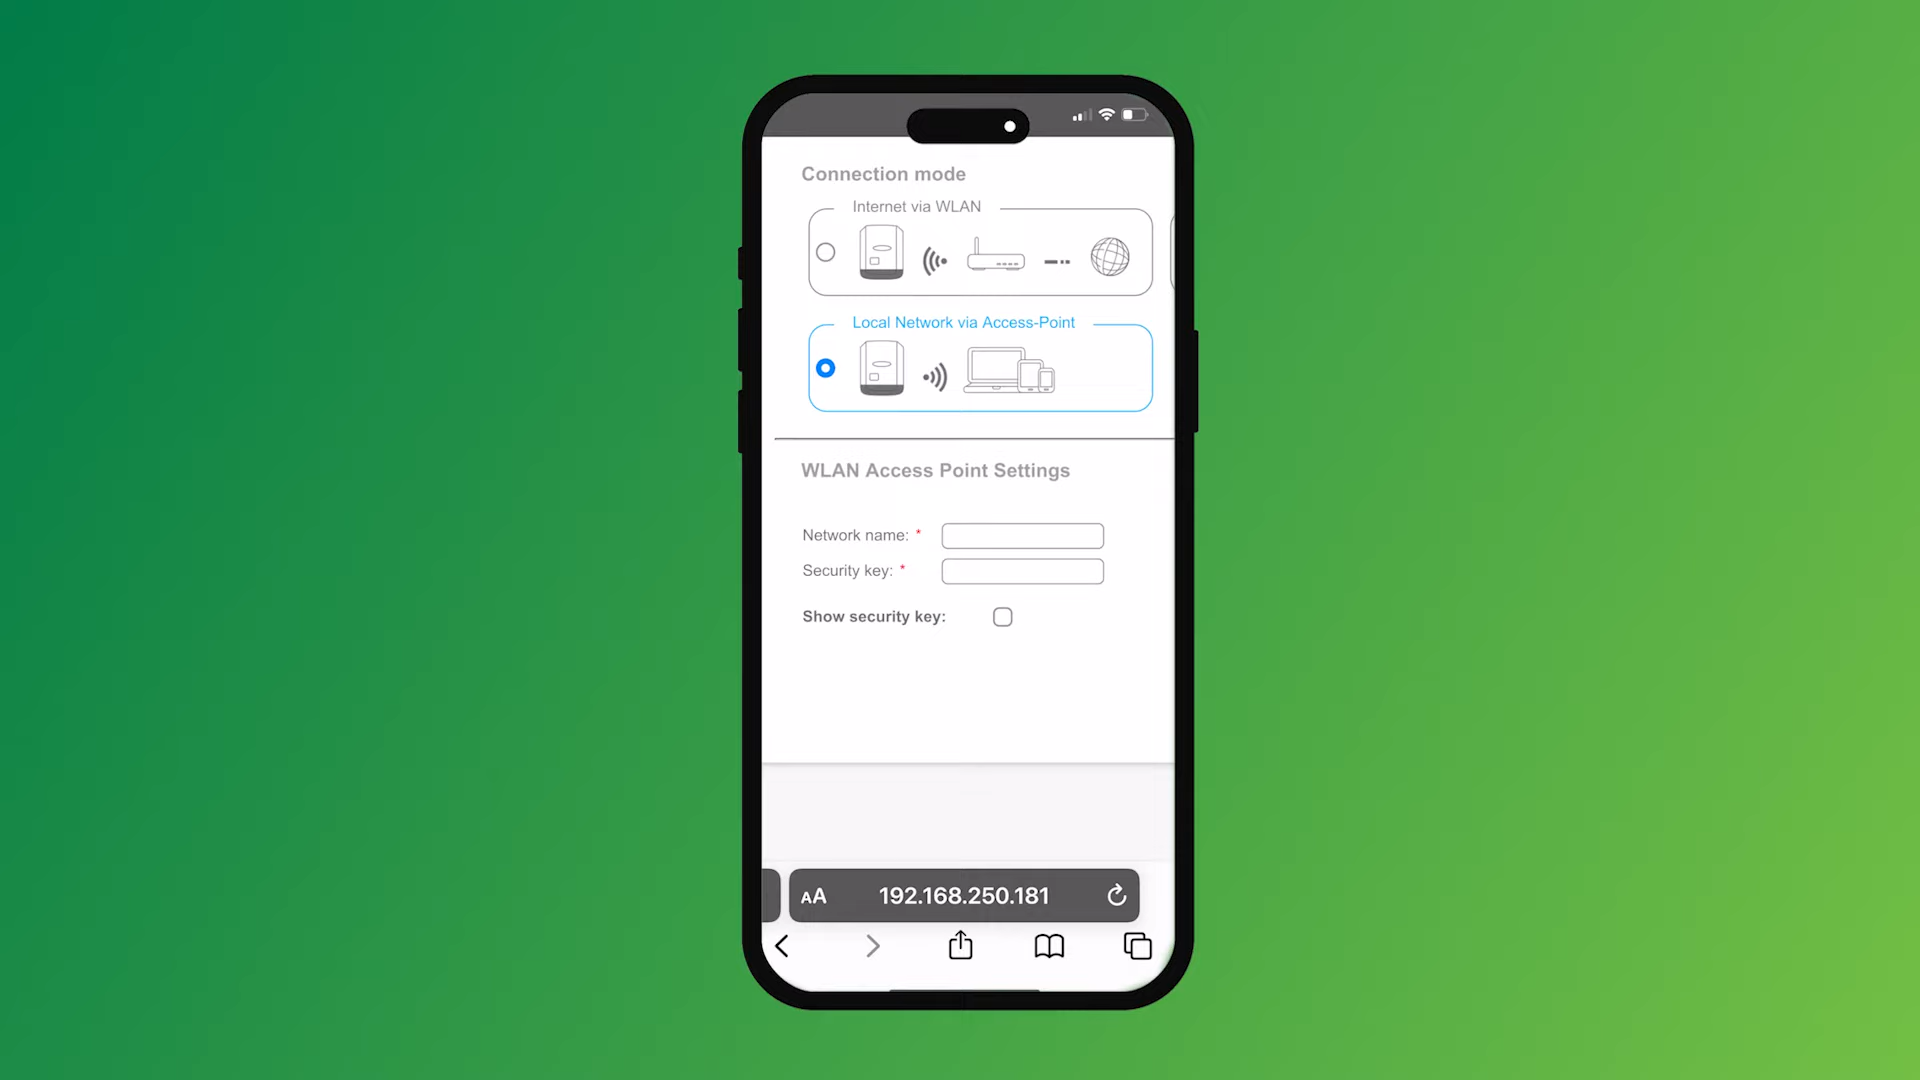 Connection mode
Internet via WLAN
Local Network via Access-Point
WLAN Access Point Settings
Network name: *
Security key: *
Show security key:
AA 192.168.250.181